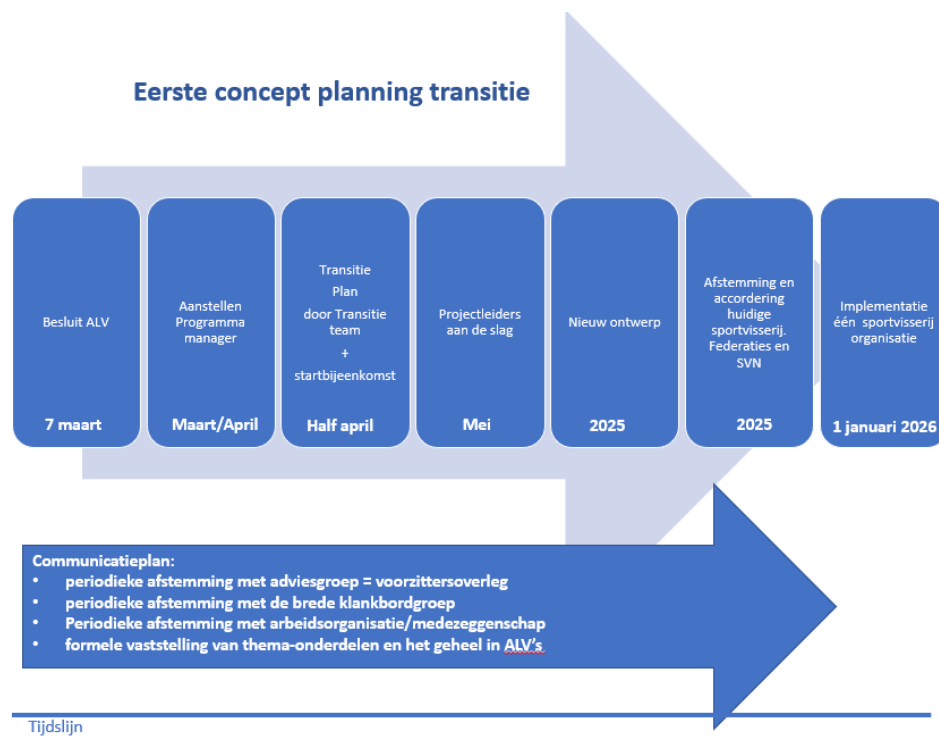 Eerste concept planning transitie
Besluit ALV
7 maart
Aanstellen
Programma
manager
Maart/April
Transitie
Plan
door Transitie
team
+
startbijeenkomst
Half april
Projectleiders
aan de slag
Mei
Nieuw ontwerp
2025
Afstemming en
accordering
huidige
sportvisserij.
Federaties en
SVN
2025
Implementatie
één sportvisserij
organisatie
1 januari 2026
Communicatieplan:
• periodieke afstemming met adviesgroep = voorzittersoverleg
• periodieke afstemming met de brede klankbordgroep
• Periodieke afstemming met arbeidsorganisatie/medezeggenschap
• formele vaststelling van thema-onderdelen en het geheel in ALV's
Tijdslijn